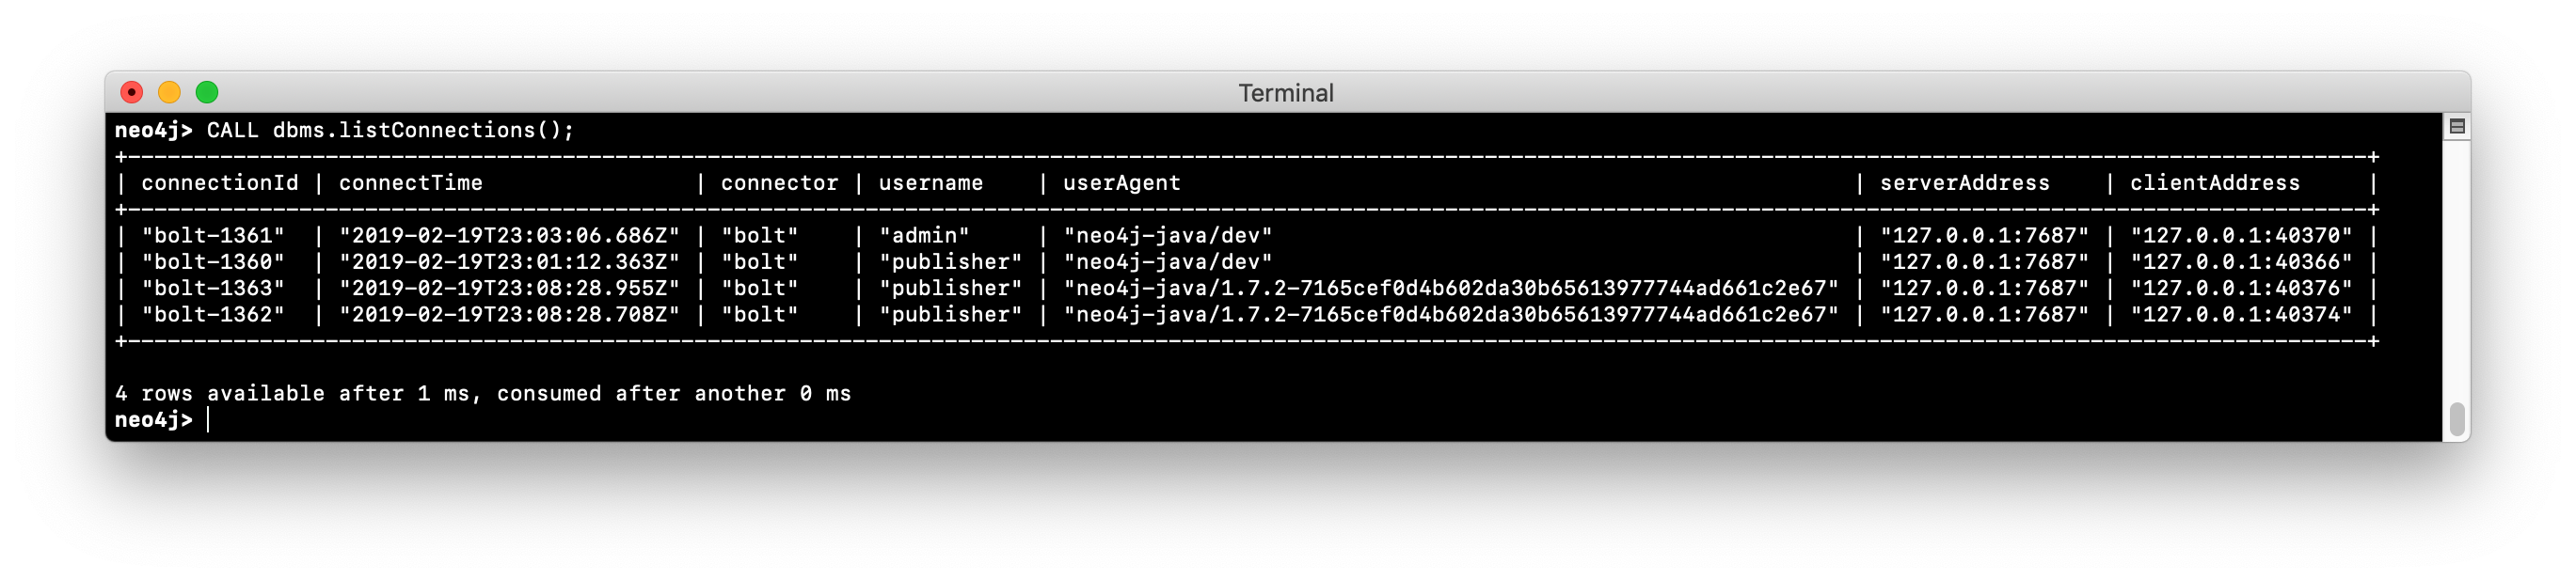 Terminal
neo4j> CALL dbms.listConnections();
+---------------------------------------------------------------------------------------------------------------------------------------------------------------------------+
| connectionId | connectTime                | connector | username    | userAgent                                                   | serverAddress    | clientAddress     |
+---------------------------------------------------------------------------------------------------------------------------------------------------------------------------+
| "bolt-1361"  | "2019-02-19T23:03:06.686Z" | "bolt"    | "admin"     | "neo4j-java/dev"                                            | "127.0.0.1:7687" | "127.0.0.1:40370" |
| "bolt-1360"  | "2019-02-19T23:01:12.363Z" | "bolt"    | "publisher" | "neo4j-java/dev"                                            | "127.0.0.1:7687" | "127.0.0.1:40366" |
| "bolt-1363"  | "2019-02-19T23:08:28.955Z" | "bolt"    | "publisher" | "neo4j-java/1.7.2-7165cef0d4b602da30b65613977744ad661c2e67" | "127.0.0.1:7687" | "127.0.0.1:40376" |
| "bolt-1362"  | "2019-02-19T23:08:28.708Z" | "bolt"    | "publisher" | "neo4j-java/1.7.2-7165cef0d4b602da30b65613977744ad661c2e67" | "127.0.0.1:7687" | "127.0.0.1:40374" |
+---------------------------------------------------------------------------------------------------------------------------------------------------------------------------+
4 rows available after 1 ms, consumed after another 0 ms
neo4j>